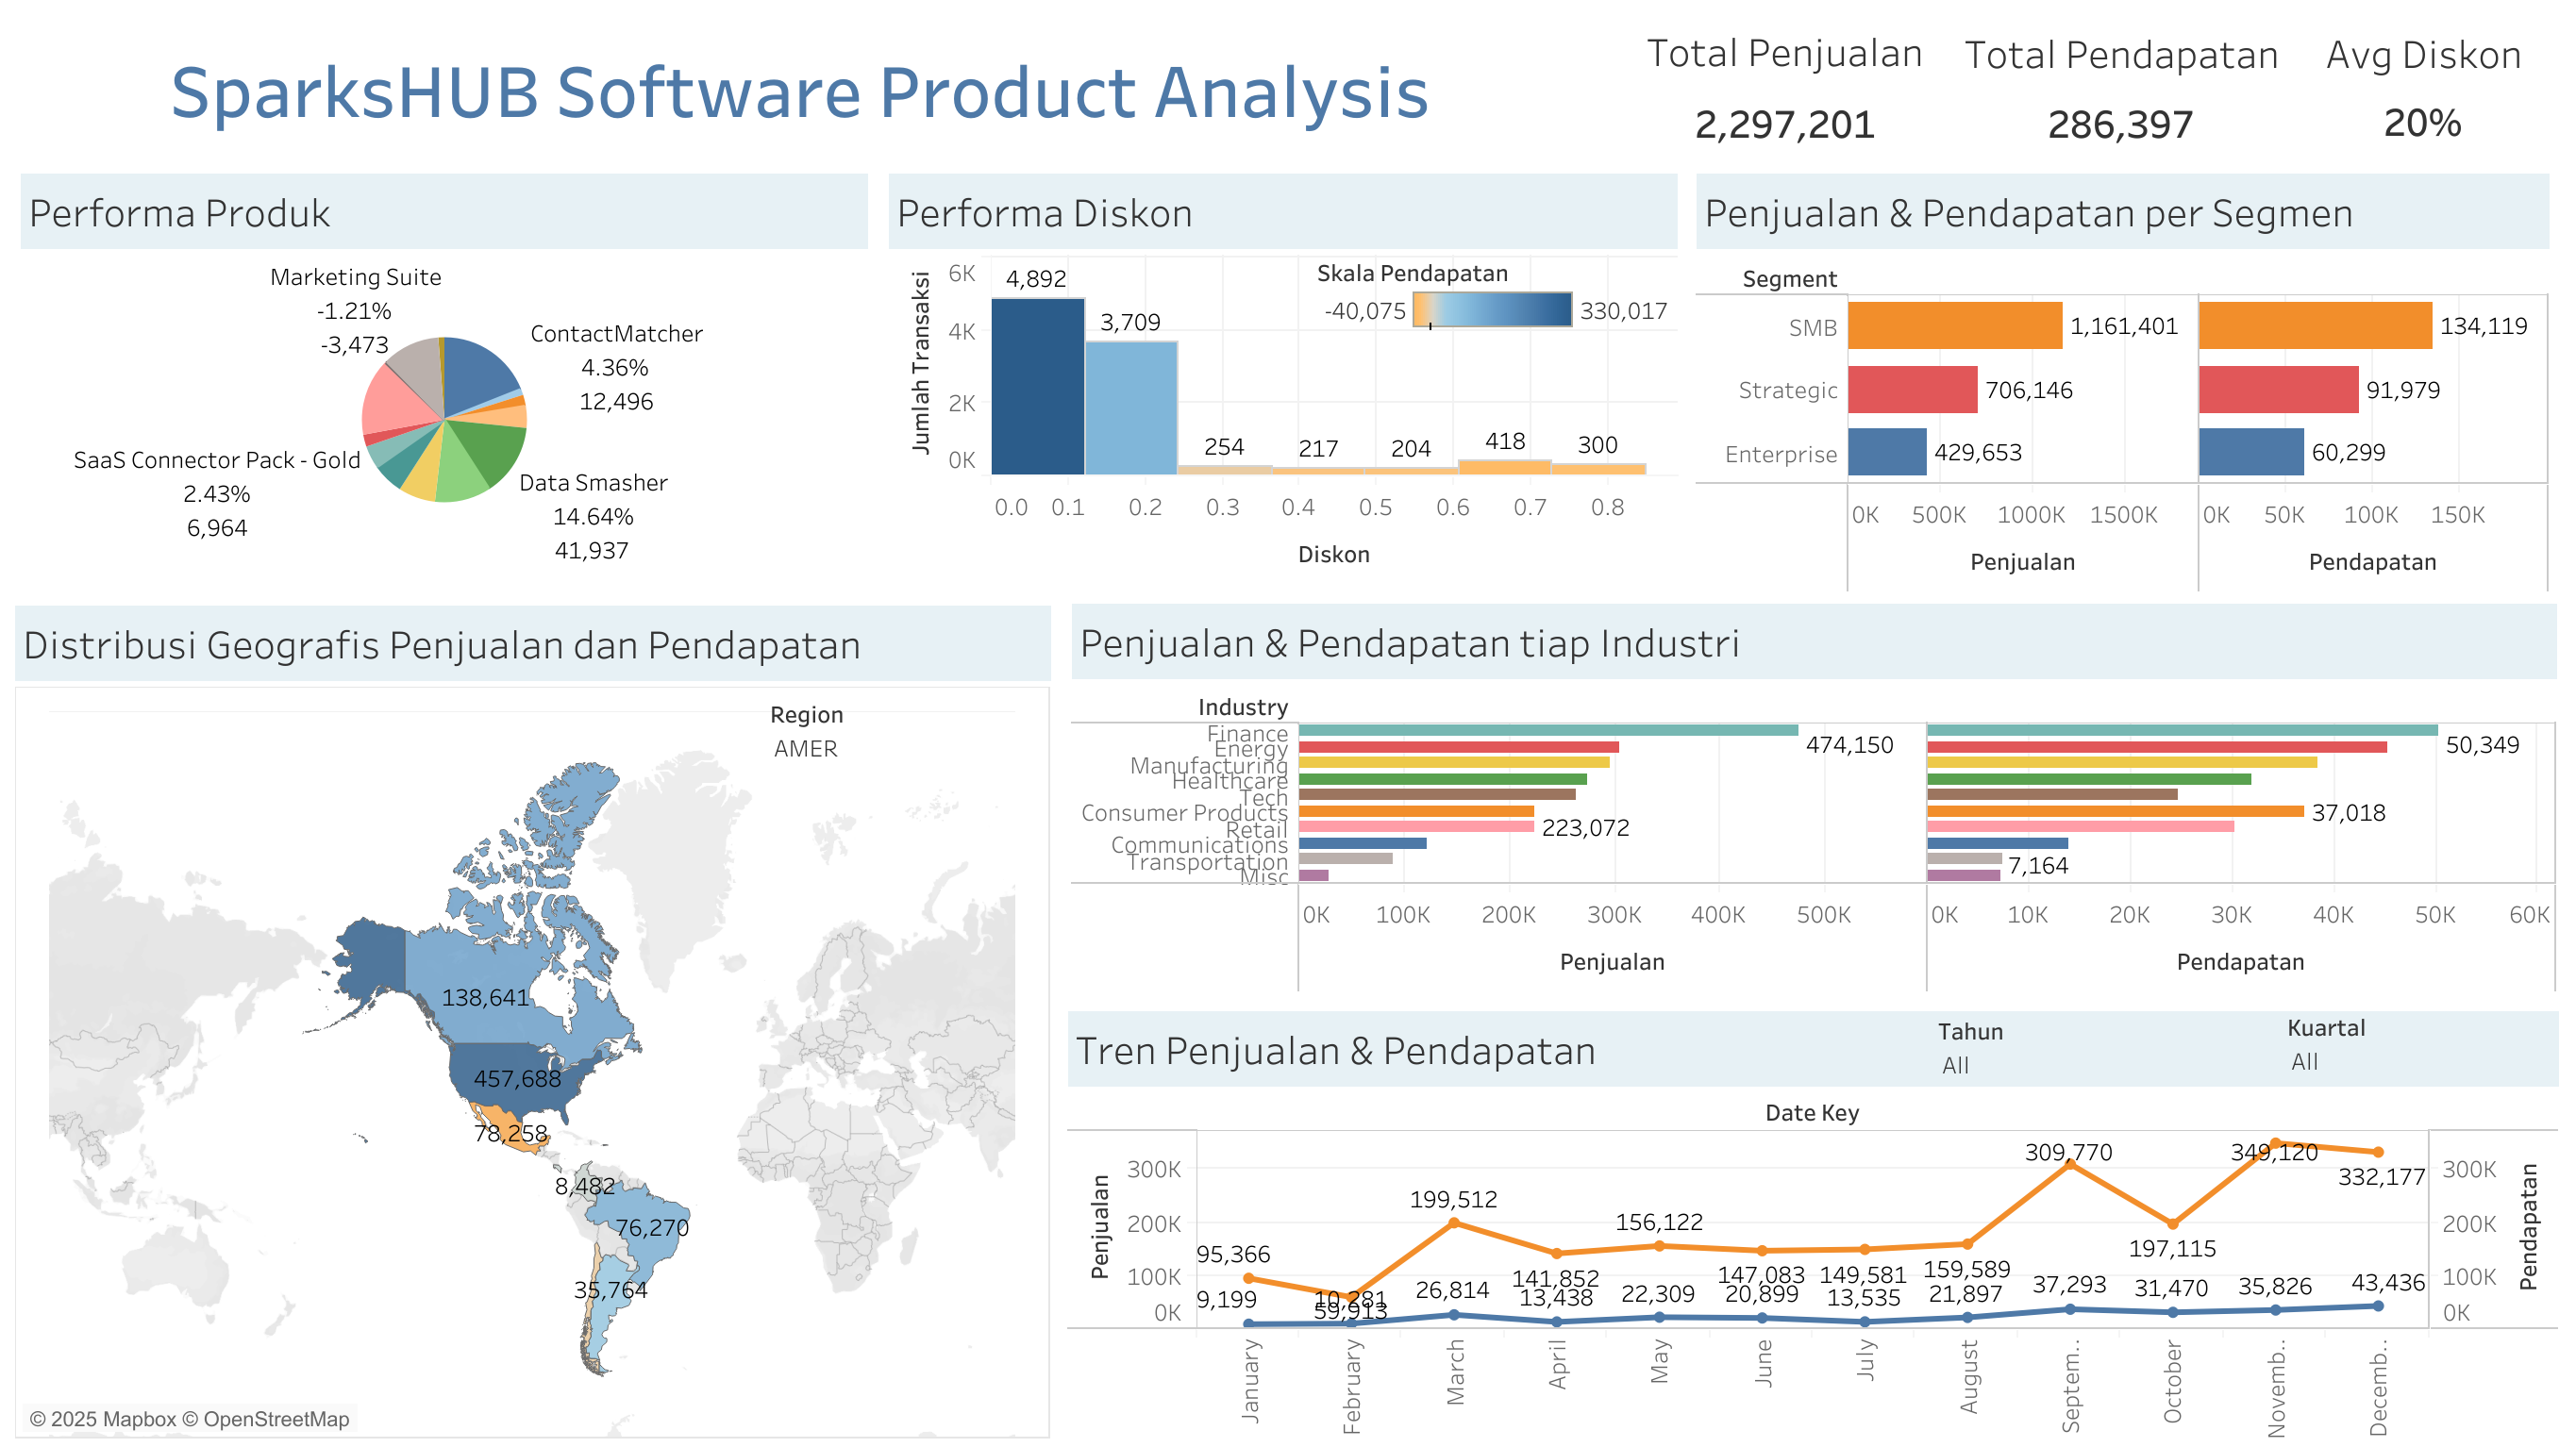 SparksHUB Software Product Analysis
Total Penjualan
2,297,201
Total Pendapatan
286,397
Avg Diskon
20%
Performa Produk
Marketing Suite
-1.21%
-3,473
ContactMatcher
4.36%
12,496
SaaS Connector Pack - Gold
2.43%
6,964
Data Smasher
14.64%
41,937
Performa Diskon
Jumlah Transaksi
6K
4K
2K
0K
4,892
3,709
254
217
204
418
300
Skala Pendapatan
-40,075
330,017
0.0 0.1 0.2 0.3 0.4 0.5 0.6 0.7 0.8
Diskon
Penjualan & Pendapatan per Segmen
Segment
SMB 1,161,401 134,119
Strategic 706,146 91,979
Enterprise 429,653 60,299
0K 500K 1000K 1500K 0K 50K 100K 150K
Penjualan Pendapatan
Distribusi Geografis Penjualan dan Pendapatan
Region
AMER
138,641
457,688
78,258
8,482
76,270
35,764
© 2025 Mapbox © OpenStreetMap
Penjualan & Pendapatan tiap Industri
Industry
Finance
Energy 474,150 50,349
Manufacturing
Healthcare
Tech
Consumer Products 37,018
Retail 223,072
Communications
Transportation 7,164
Misc
0K 100K 200K 300K 400K 500K 0K 10K 20K 30K 40K 50K 60K
Penjualan Pendapatan
Tren Penjualan & Pendapatan
Tahun
All
Kuartal
All
Date Key
Penjualan
300K
200K
100K
0K
95,366
59,913
199,512
141,852
156,122
147,083
149,581
159,589
309,770
197,115
349,120
332,177
9,199
10,281
26,814
13,438
22,309
20,899
13,535
21,897
37,293
31,470
35,826
43,436
300K
200K
100K
0K
Pendapatan
January
February
March
April
May
June
July
August
Septem..
October
Novemb..
Decemb..